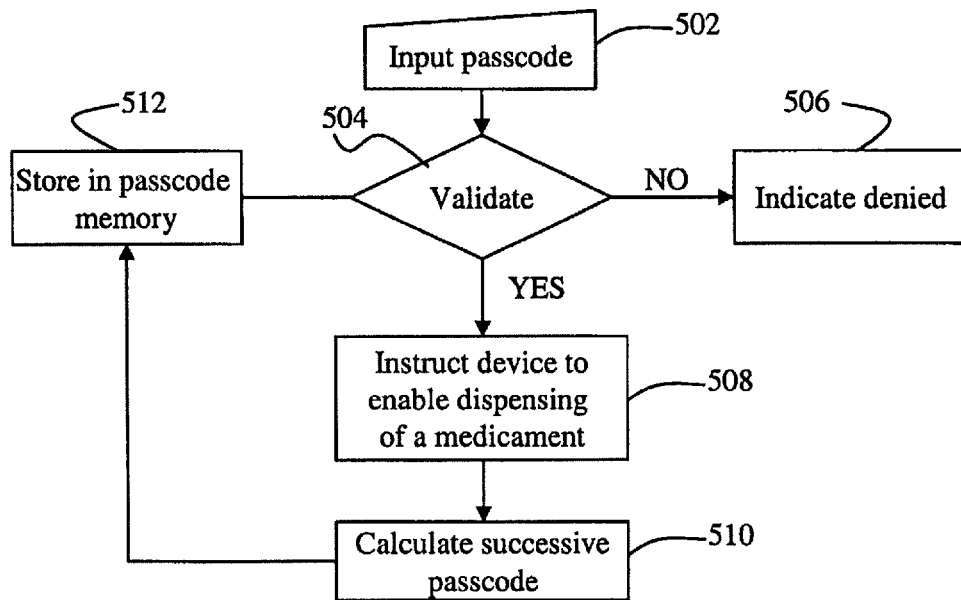 502
Input passcode
512
504
506
Store in passcode
memory
Validate
NO
Indicate denied
YES
Instruct device to
enable dispensing
of a medicament
508
Calculate successive
passcode
510